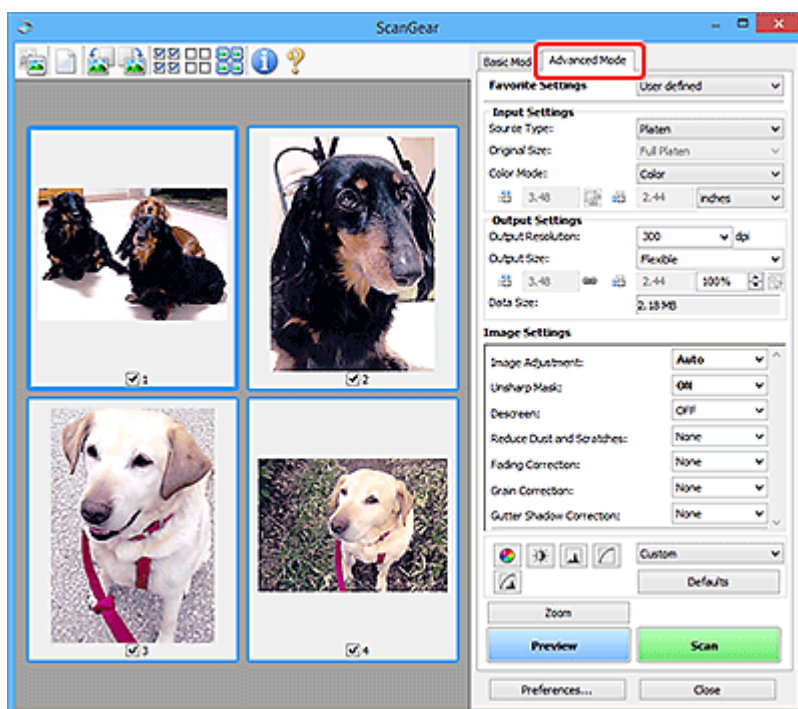 ScanGear
Basic Mod Advanced Mode
Favorite Settings User defined
Input Settings
Source Type: Platen
Original Size: Full Platen
Color Mode: Color
3.48 2.44 inches
Output Settings
Output Resolution: 300 dpi
Output Size: Flexible
3.48 2.44 100%
Data Size: 2.18 MB
Image Settings
Image Adjustment: Auto
Unsharp Mask: ON
Descreen: OFF
Reduce Dust and Scratches: None
Fading Correction: None
Grain Correction: None
Gutter Shadow Correction: None
Custom
Defaults
Zoom
Preview Scan
Preferences... Close
1
2
3
4